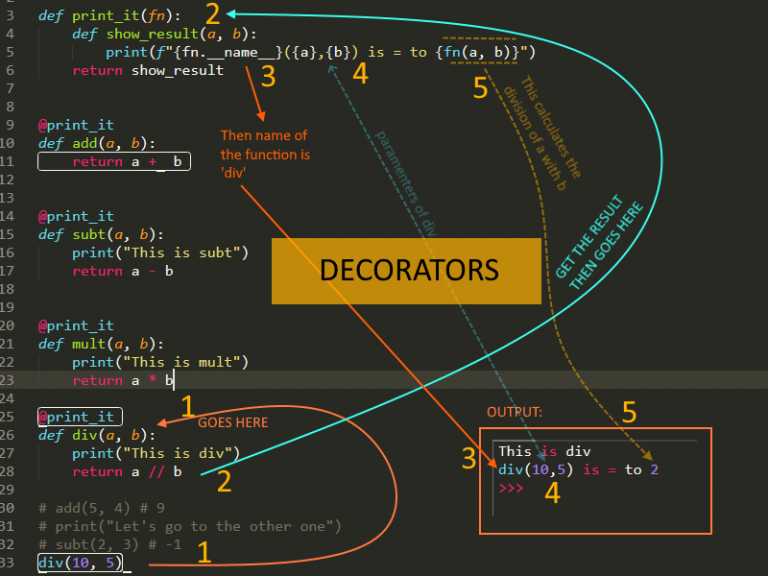 2
3 def print_it(fn):
4 def show_result(a, b):
5 print(f"{fn.__name__}({a},{b}) is = to {fn(a, b)}")
6 return show_result
7
8
9 @print_it
10 def add(a, b):
11 return a + b
12
13
14 @print_it
15 def subt(a, b):
16 print("This is subt")
17 return a - b
18
19
20 @print_it
21 def mult(a, b):
22 print("This is mult")
23 return a * b
24
25 @print_it
26 def div(a, b):
27 print("This is div")
28 return a // b
29
30 # add(5, 4) # 9
31 # print("Let's go to the other one")
32 # subt(2, 3) # -1
33 div(10, 5)
2
3
4
5
Then name of
the function is
'div'
paramenters of div
This calculates the
division of a with b
GET THE RESULT
THEN GOES HERE
DECORATORS
1
GOES HERE
2
1
OUTPUT:
5
3
This is div
div(10,5) is = to 2
>>>
4